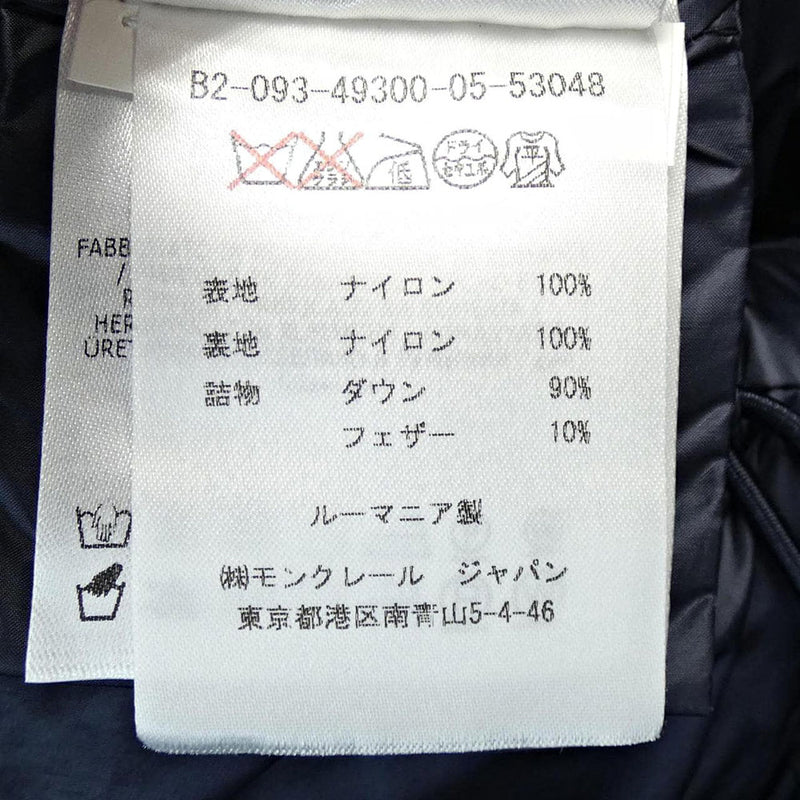 B2-093-49300-05-53048
低 ドライ セキユ系 平
表地 ナイロン 100%
裏地 ナイロン 100%
詰物 ダウン 90%
フェザー 10%
ルーマニア製
㈱モンクレール ジャパン
東京都港区南青山5-4-46
FABB
/
R
HER
ÜRET